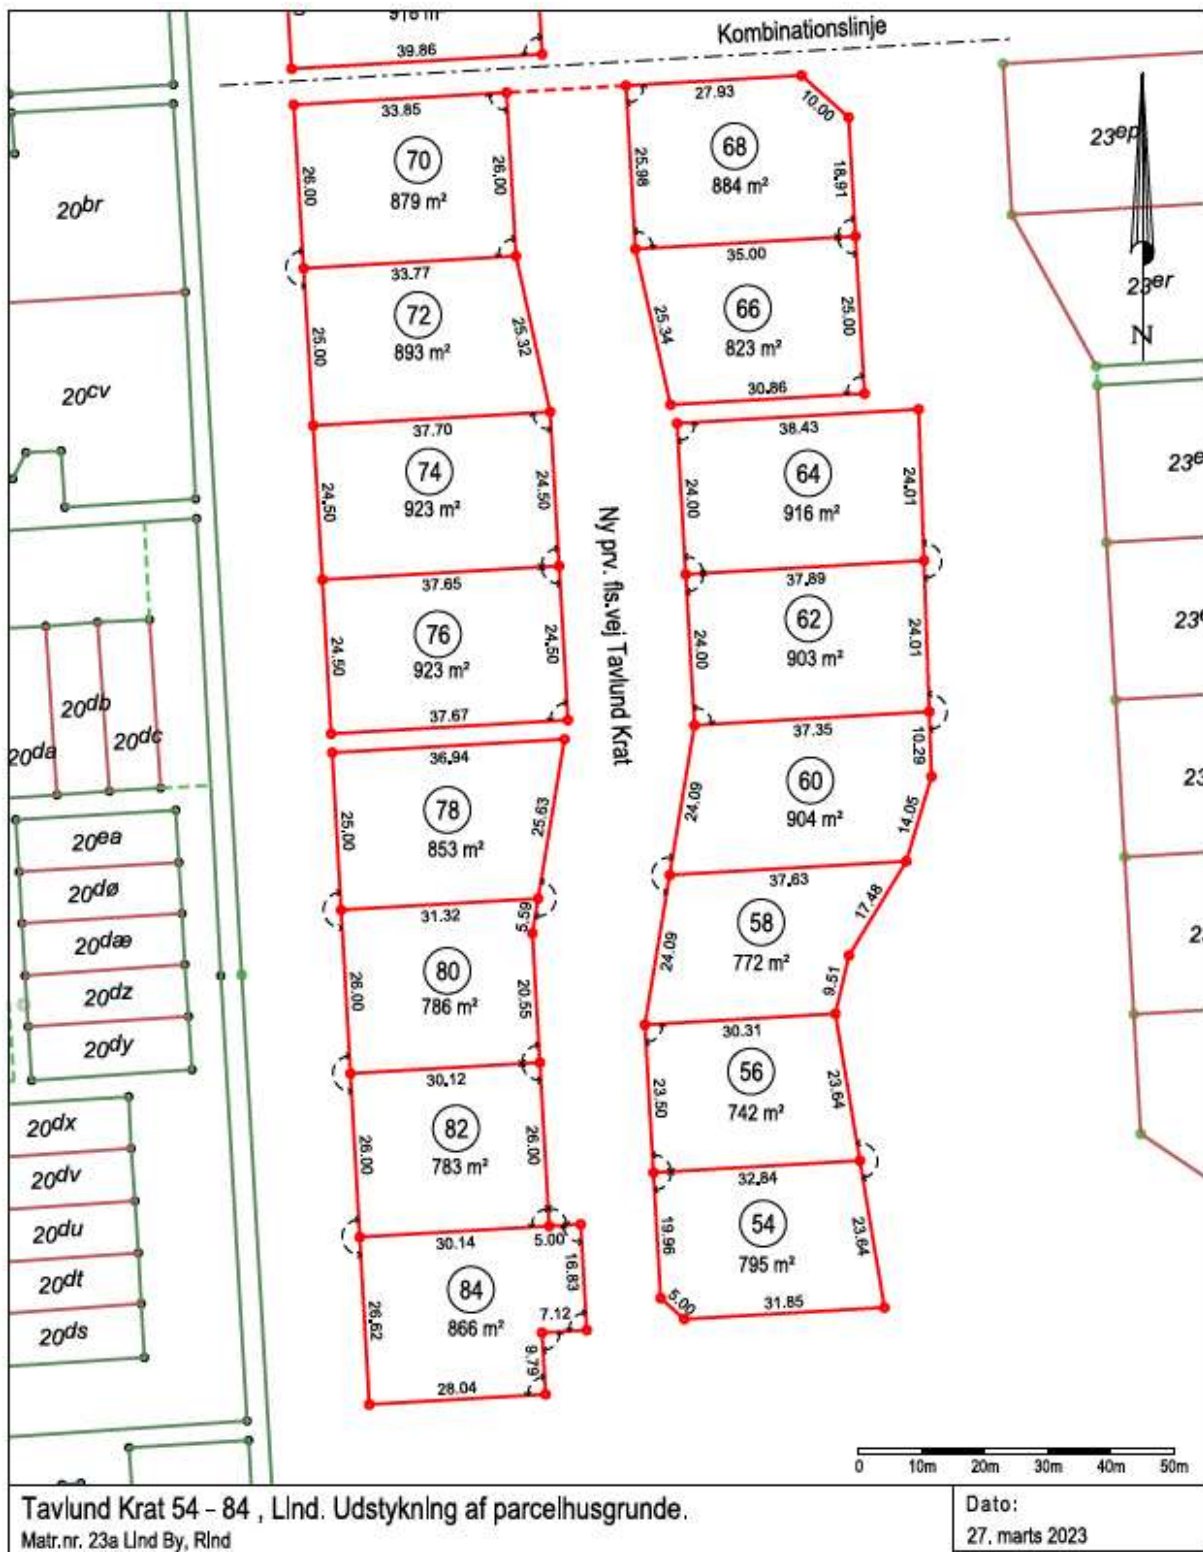 918 m²
39.86
Kombinationslinje
33.85
70
879 m²
26.00
26.00
33.77
72
893 m²
25.00
25.32
37.70
74
923 m²
24.50
24.50
37.65
76
923 m²
24.50
24.50
37.67
36.94
78
853 m²
25.00
25.63
31.32
5.59
80
786 m²
26.00
20.55
30.12
82
783 m²
26.00
26.00
30.14
5.00
84
866 m²
26.62
16.83
7.12
9.79
28.04
Ny prv. fls.vej Tavlund Krat
27.93
10.00
68
884 m²
25.98
18.91
35.00
66
823 m²
25.34
25.00
30.86
38.43
64
916 m²
24.00
24.01
37.89
62
903 m²
24.00
24.01
37.35
10.29
60
904 m²
24.09
14.05
37.63
17.48
58
772 m²
24.09
9.51
30.31
56
742 m²
23.50
23.64
32.84
54
795 m²
19.96
23.64
5.00
31.85
20br
20cv
20db
20da
20dc
20ea
20dø
20dæ
20dz
20dy
20dx
20dv
20du
20dt
20ds
23ep
23er
N
0 10m 20m 30m 40m 50m
Tavlund Krat 54 - 84 , Lind. Udstykning af parcelhusgrunde.
Matr.nr. 23a Lind By, Rind
Dato:
27. marts 2023